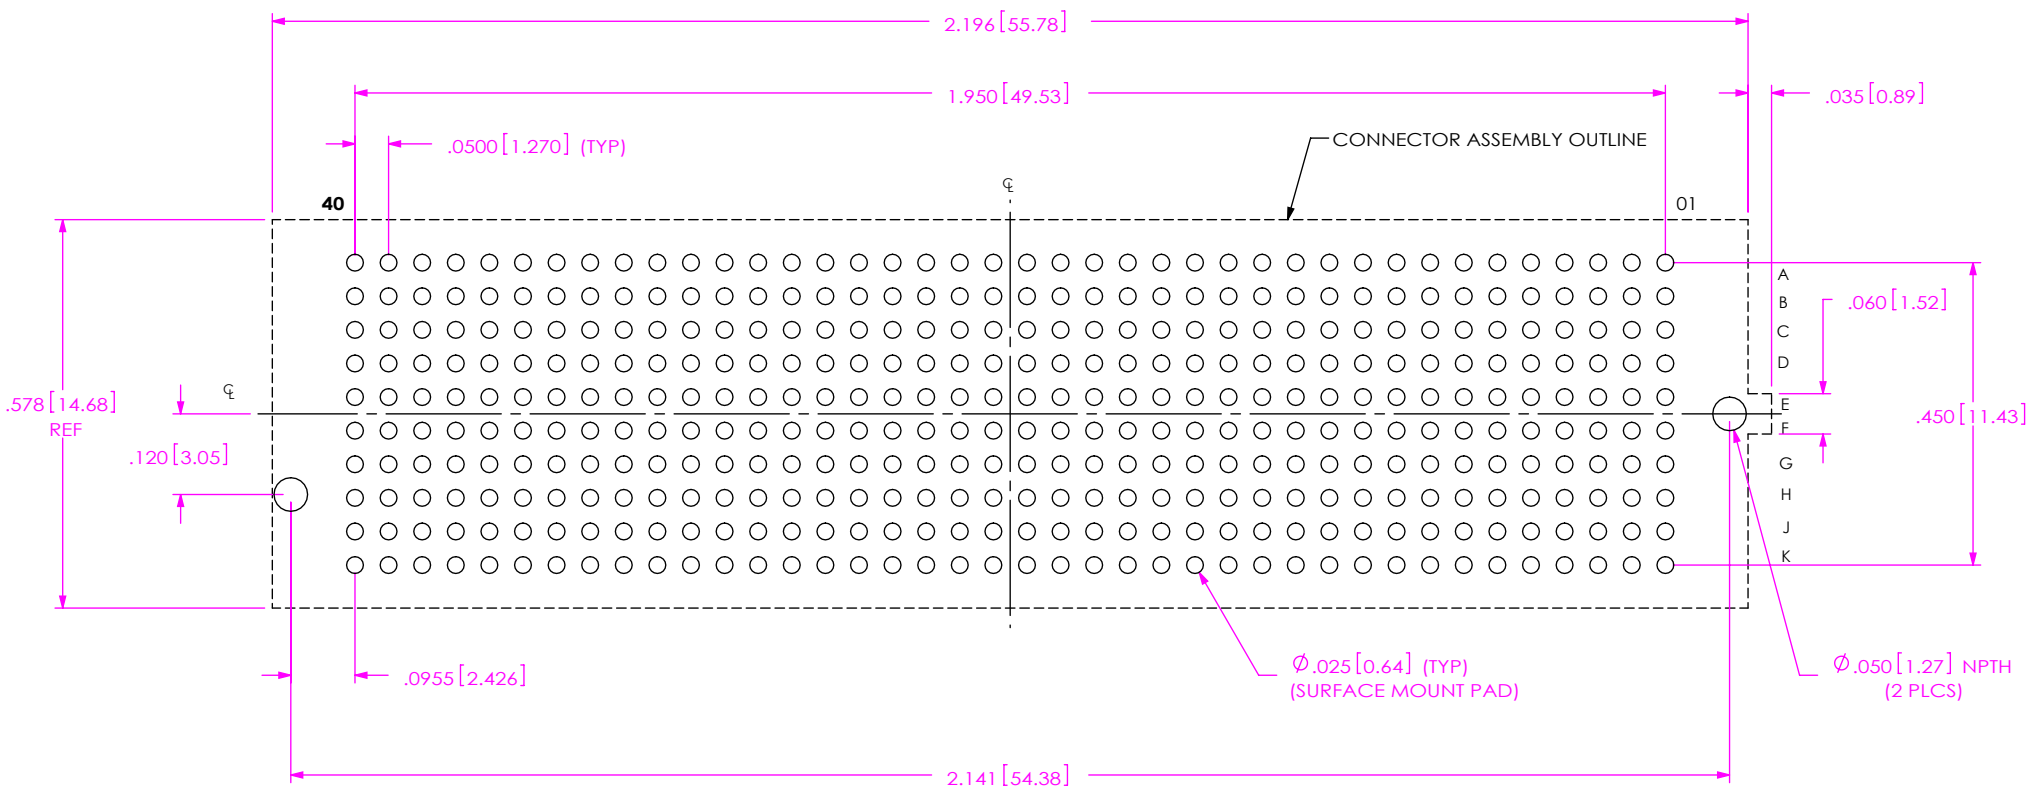 2.196[55.78]
1.950[49.53]
.035[0.89]
.0500[1.270] (TYP)
CONNECTOR ASSEMBLY OUTLINE
℄
40
01
A
B
.060[1.52]
C
D
℄
.578[14.68]
REF
E
.450[11.43]
F
.120[3.05]
G
H
J
K
.0955[2.426]
Ø.025[0.64] (TYP)
(SURFACE MOUNT PAD)
Ø.050[1.27] NPTH
(2 PLCS)
2.141[54.38]